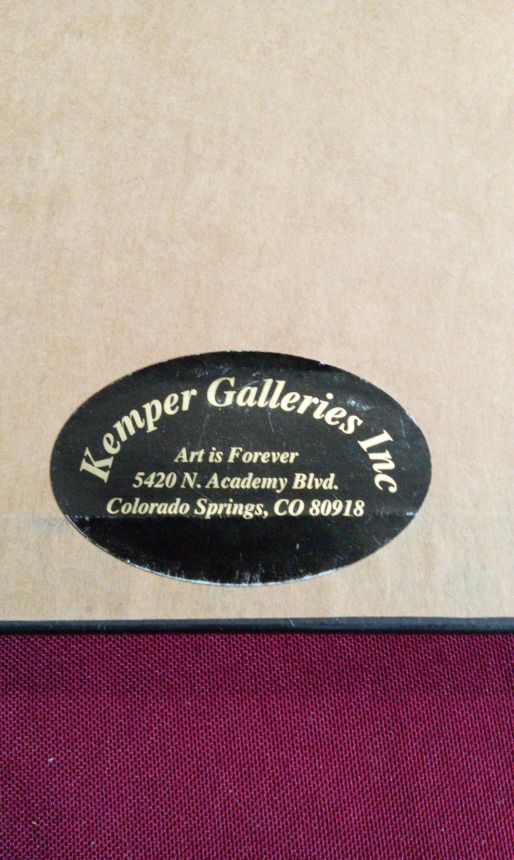 Kemper Galleries Inc
Art is Forever
5420 N. Academy Blvd.
Colorado Springs, CO 80918